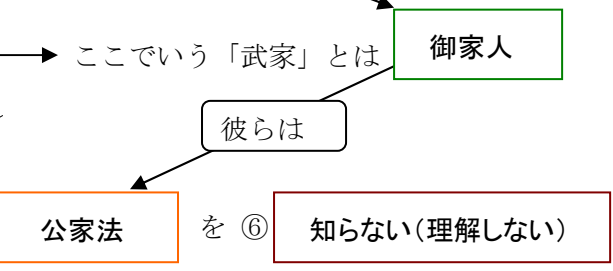 ここでいう「武家」とは 御家人
彼らは
公家法 を ⑥ 知らない(理解しない)